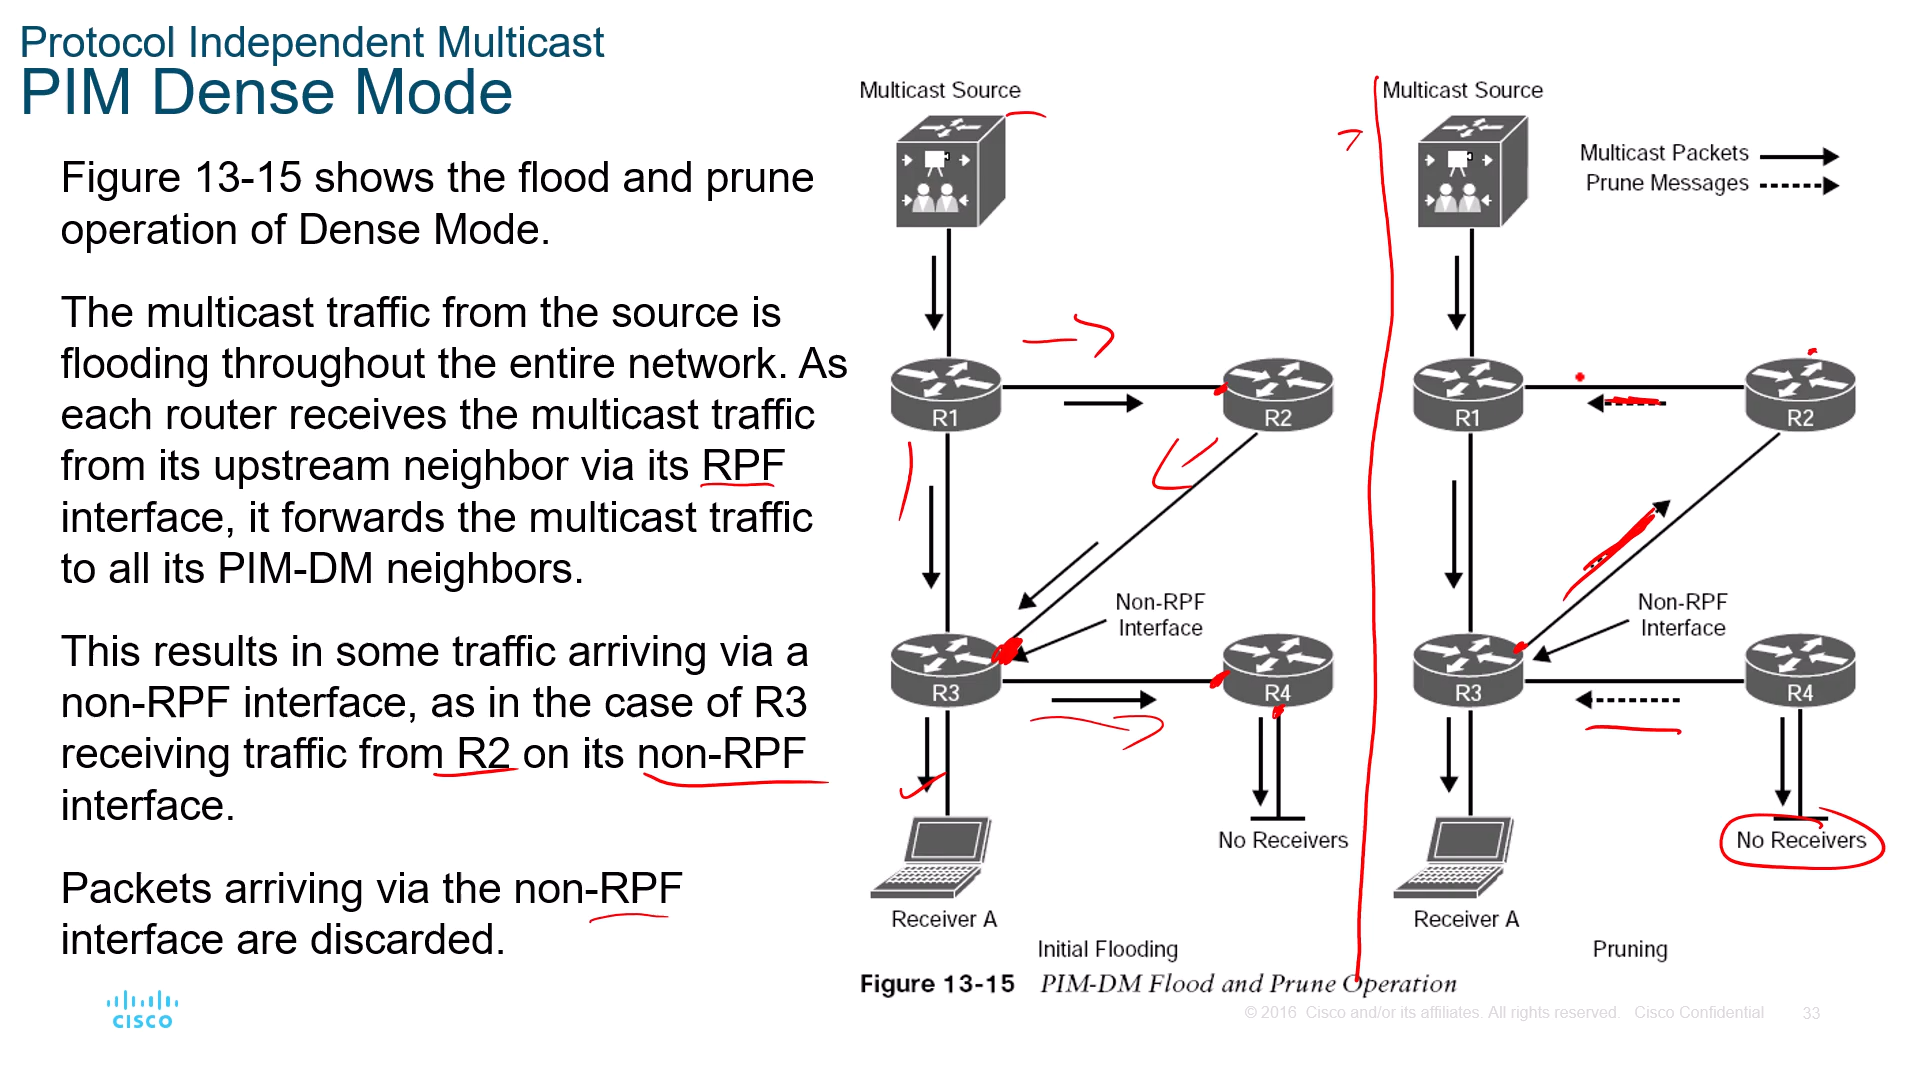 Protocol Independent Multicast
PIM Dense Mode
Figure 13-15 shows the flood and prune
operation of Dense Mode.
The multicast traffic from the source is
flooding throughout the entire network. As
each router receives the multicast traffic
from its upstream neighbor via its RPF
interface, it forwards the multicast traffic
to all its PIM-DM neighbors.
This results in some traffic arriving via a
non-RPF interface, as in the case of R3
receiving traffic from R2 on its non-RPF
interface.
Packets arriving via the non-RPF
interface are discarded.
Multicast Source
R1
R2
Non-RPF
Interface
R3
R4
No Receivers
Receiver A
Initial Flooding
Multicast Source
Multicast Packets
Prune Messages
R1
R2
Non-RPF
Interface
R3
R4
No Receivers
Receiver A
Pruning
Figure 13-15 PIM-DM Flood and Prune Operation
CISCO
© 2016 Cisco and/or its affiliates. All rights reserved. Cisco Confidential
33